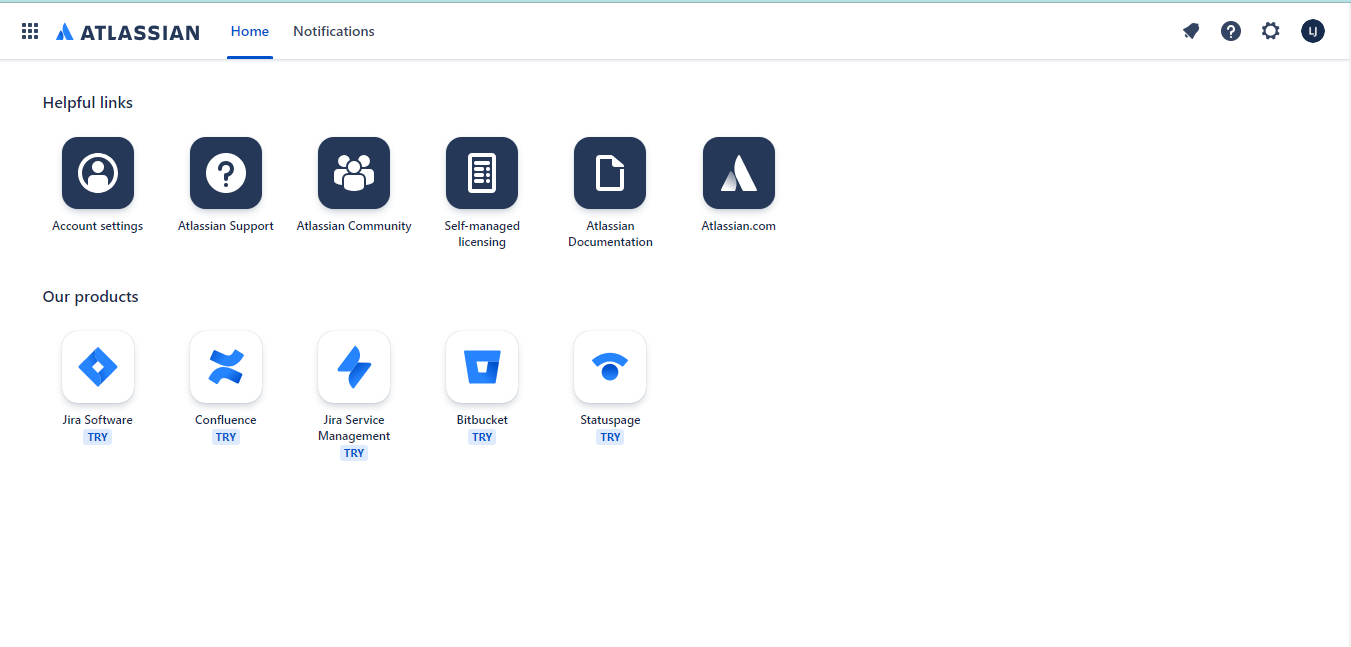 ATLASSIAN Home Notifications LJ
Helpful links
Account settings Atlassian Support Atlassian Community Self-managed Atlassian Atlassian.com
licensing Documentation
Our products
Jira Software Confluence Jira Service Bitbucket Statuspage
TRY TRY Management TRY TRY
TRY